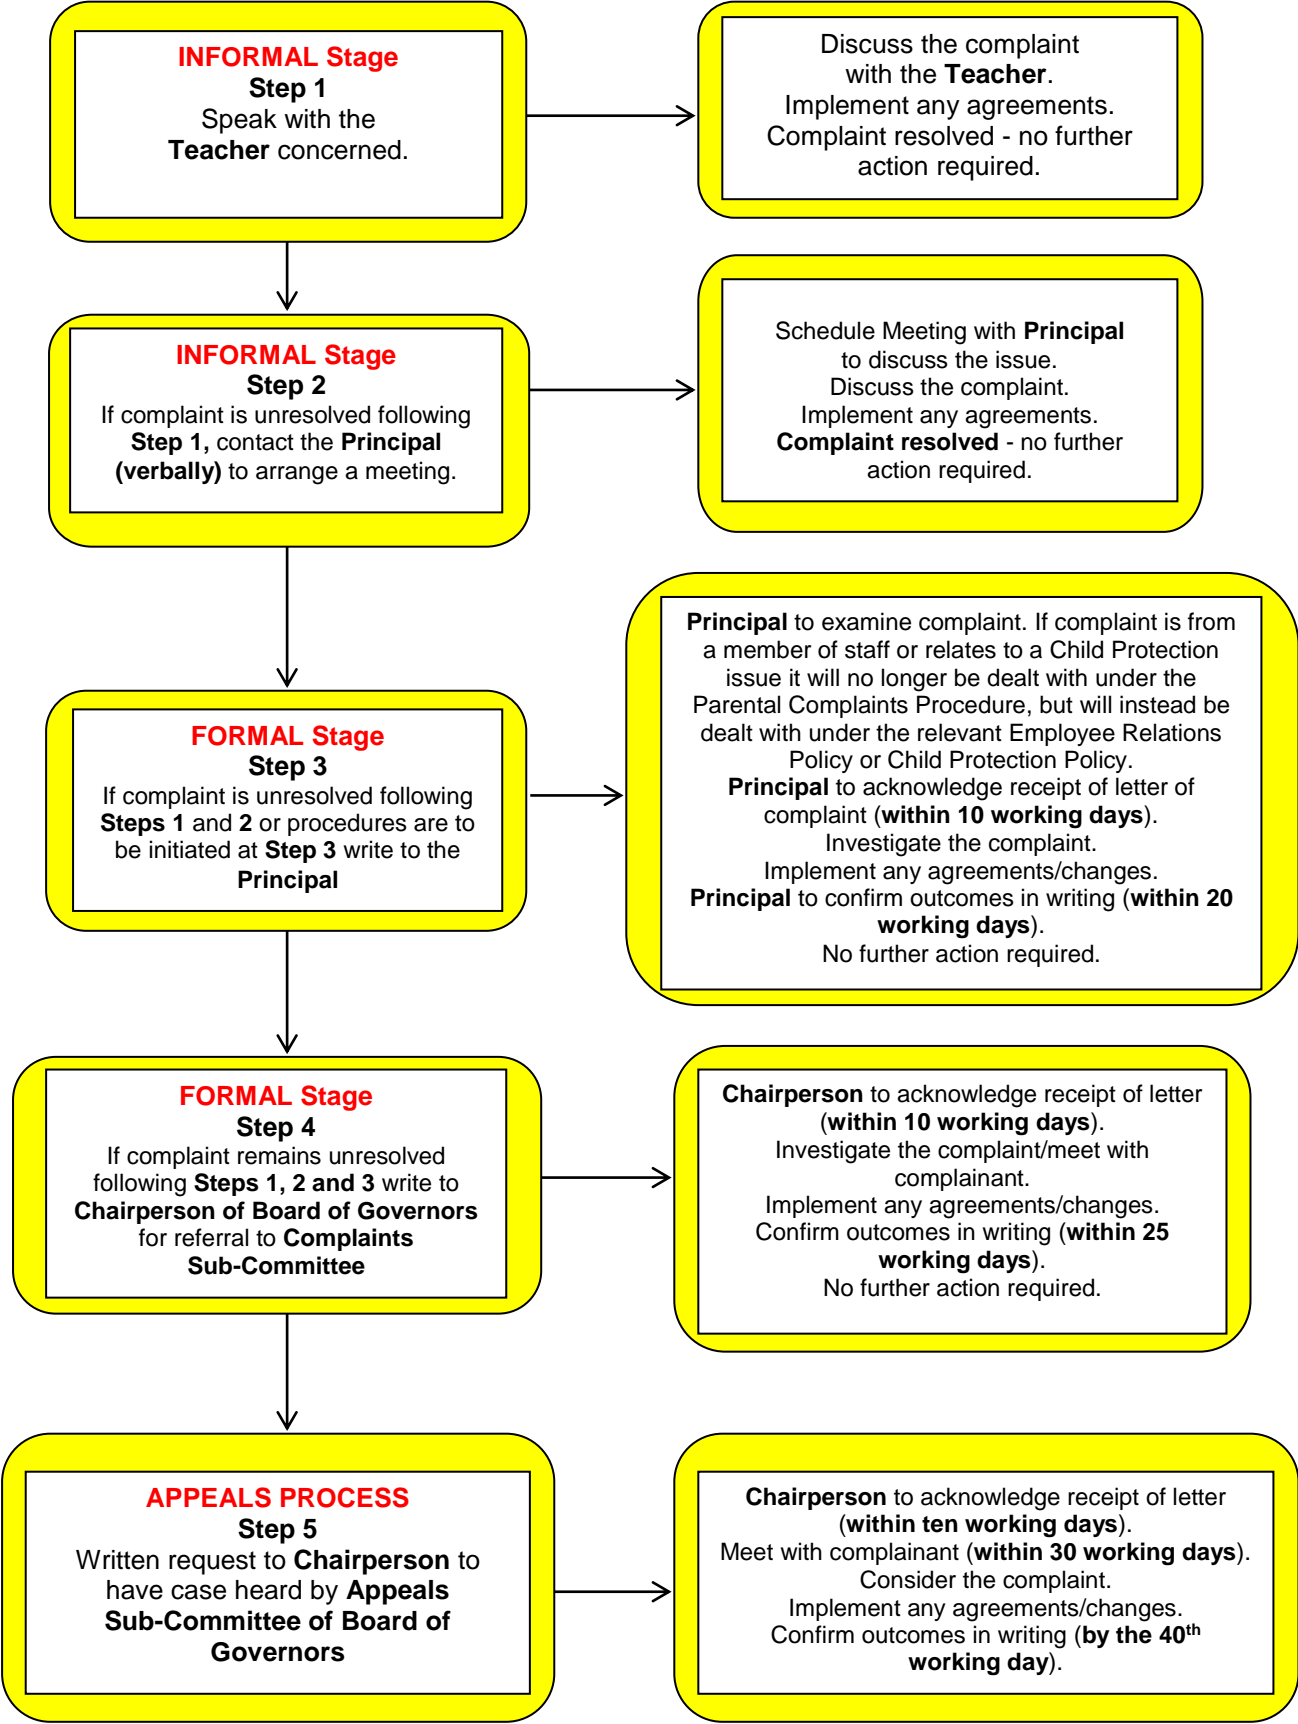 INFORMAL Stage
Step 1
Speak with the
Teacher concerned.
Discuss the complaint
with the Teacher.
Implement any agreements.
Complaint resolved - no further
action required.
INFORMAL Stage
Step 2
If complaint is unresolved following
Step 1, contact the Principal
(verbally) to arrange a meeting.
Schedule Meeting with Principal
to discuss the issue.
Discuss the complaint.
Implement any agreements.
Complaint resolved - no further
action required.
FORMAL Stage
Step 3
If complaint is unresolved following
Steps 1 and 2 or procedures are to
be initiated at Step 3 write to the
Principal
Principal to examine complaint. If complaint is from
a member of staff or relates to a Child Protection
issue it will no longer be dealt with under the
Parental Complaints Procedure, but will instead be
dealt with under the relevant Employee Relations
Policy or Child Protection Policy.
Principal to acknowledge receipt of letter of
complaint (within 10 working days).
Investigate the complaint.
Implement any agreements/changes.
Principal to confirm outcomes in writing (within 20
working days).
No further action required.
FORMAL Stage
Step 4
If complaint remains unresolved
following Steps 1, 2 and 3 write to
Chairperson of Board of Governors
for referral to Complaints
Sub-Committee
Chairperson to acknowledge receipt of letter
(within 10 working days).
Investigate the complaint/meet with
complainant.
Implement any agreements/changes.
Confirm outcomes in writing (within 25
working days).
No further action required.
APPEALS PROCESS
Step 5
Written request to Chairperson to
have case heard by Appeals
Sub-Committee of Board of
Governors
Chairperson to acknowledge receipt of letter
(within ten working days).
Meet with complainant (within 30 working days).
Consider the complaint.
Implement any agreements/changes.
Confirm outcomes in writing (by the 40th
working day).